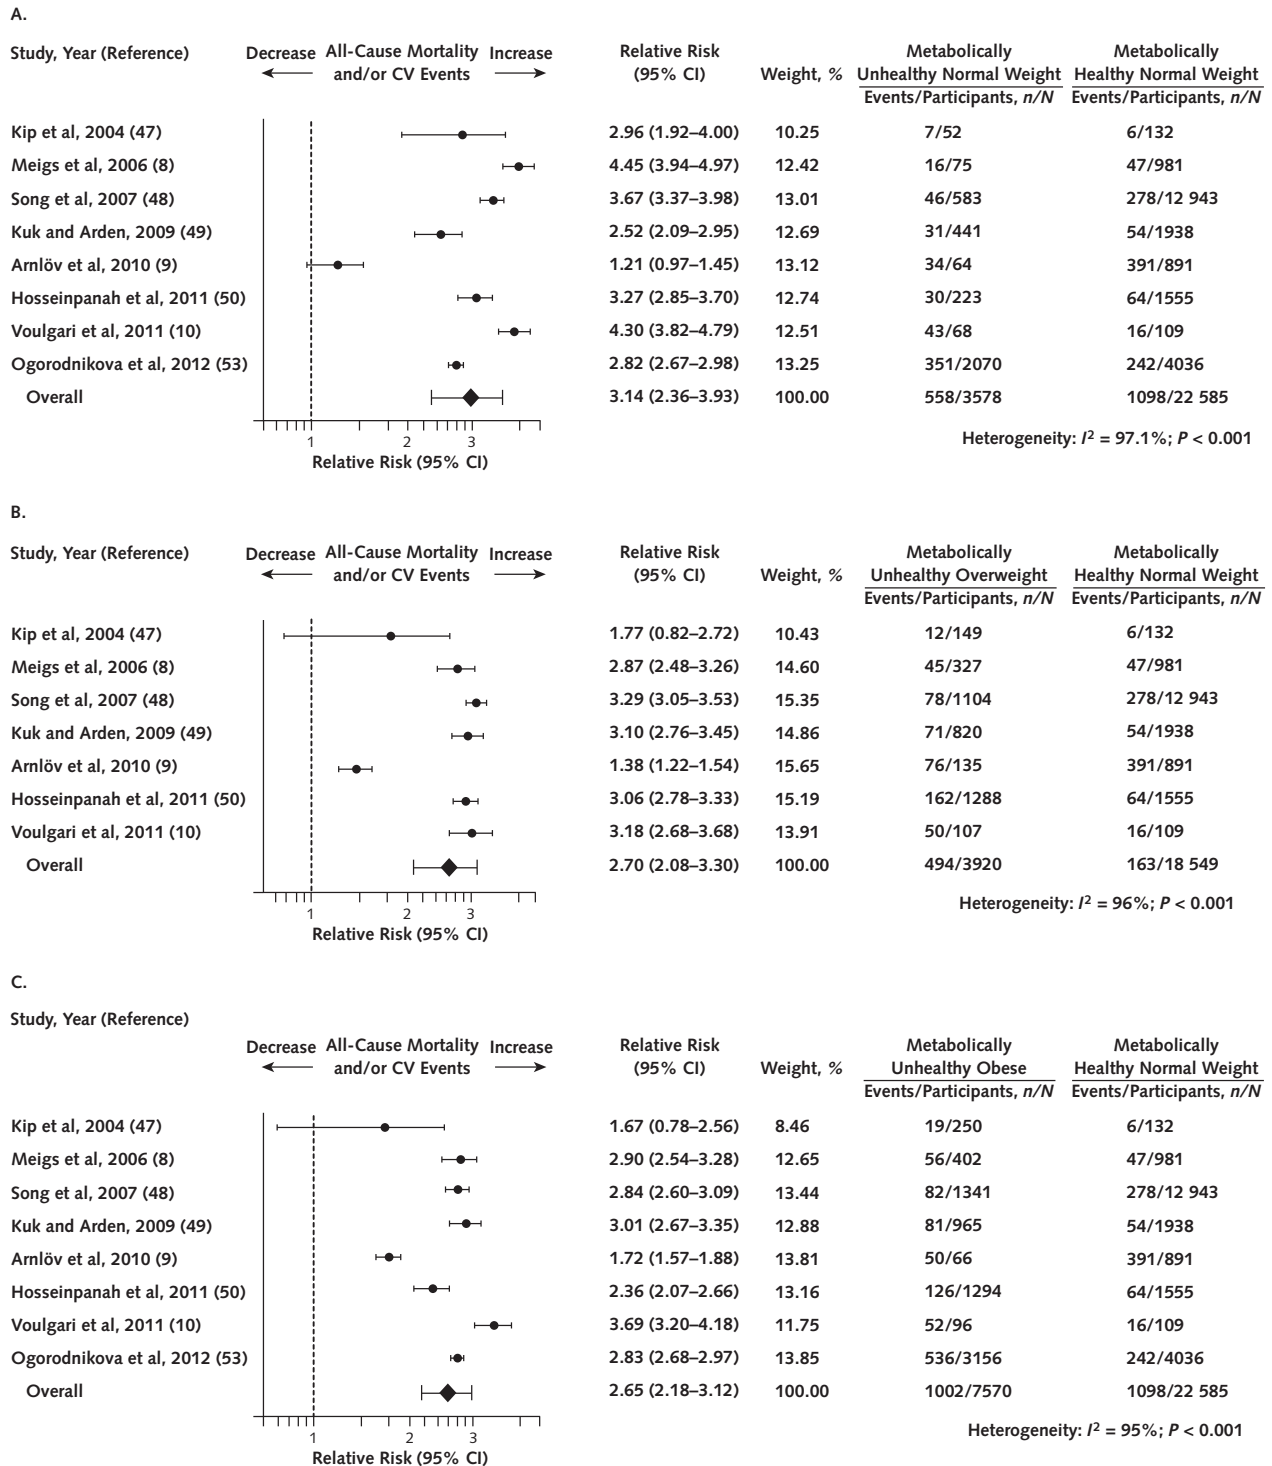 A.
Study, Year (Reference) Decrease All-Cause Mortality and/or CV Events Increase Relative Risk (95% CI) Weight, % Metabolically Unhealthy Normal Weight Events/Participants, n/N Metabolically Healthy Normal Weight Events/Participants, n/N
Kip et al, 2004 (47) 2.96 (1.92–4.00) 10.25 7/52 6/132
Meigs et al, 2006 (8) 4.45 (3.94–4.97) 12.42 16/75 47/981
Song et al, 2007 (48) 3.67 (3.37–3.98) 13.01 46/583 278/12 943
Kuk and Arden, 2009 (49) 2.52 (2.09–2.95) 12.69 31/441 54/1938
Arnlöv et al, 2010 (9) 1.21 (0.97–1.45) 13.12 34/64 391/891
Hosseinpanah et al, 2011 (50) 3.27 (2.85–3.70) 12.74 30/223 64/1555
Voulgari et al, 2011 (10) 4.30 (3.82–4.79) 12.51 43/68 16/109
Ogorodnikova et al, 2012 (53) 2.82 (2.67–2.98) 13.25 351/2070 242/4036
Overall 3.14 (2.36–3.93) 100.00 558/3578 1098/22 585
1 2 3
Relative Risk (95% CI)
Heterogeneity: I2 = 97.1%; P < 0.001
B.
Study, Year (Reference) Decrease All-Cause Mortality and/or CV Events Increase Relative Risk (95% CI) Weight, % Metabolically Unhealthy Overweight Events/Participants, n/N Metabolically Healthy Normal Weight Events/Participants, n/N
Kip et al, 2004 (47) 1.77 (0.82–2.72) 10.43 12/149 6/132
Meigs et al, 2006 (8) 2.87 (2.48–3.26) 14.60 45/327 47/981
Song et al, 2007 (48) 3.29 (3.05–3.53) 15.35 78/1104 278/12 943
Kuk and Arden, 2009 (49) 3.10 (2.76–3.45) 14.86 71/820 54/1938
Arnlöv et al, 2010 (9) 1.38 (1.22–1.54) 15.65 76/135 391/891
Hosseinpanah et al, 2011 (50) 3.06 (2.78–3.33) 15.19 162/1288 64/1555
Voulgari et al, 2011 (10) 3.18 (2.68–3.68) 13.91 50/107 16/109
Overall 2.70 (2.08–3.30) 100.00 494/3920 163/18 549
1 2 3
Relative Risk (95% CI)
Heterogeneity: I2 = 96%; P < 0.001
C.
Study, Year (Reference)
Decrease All-Cause Mortality and/or CV Events Increase Relative Risk (95% CI) Weight, % Metabolically Unhealthy Obese Events/Participants, n/N Metabolically Healthy Normal Weight Events/Participants, n/N
Kip et al, 2004 (47) 1.67 (0.78–2.56) 8.46 19/250 6/132
Meigs et al, 2006 (8) 2.90 (2.54–3.28) 12.65 56/402 47/981
Song et al, 2007 (48) 2.84 (2.60–3.09) 13.44 82/1341 278/12 943
Kuk and Arden, 2009 (49) 3.01 (2.67–3.35) 12.88 81/965 54/1938
Arnlöv et al, 2010 (9) 1.72 (1.57–1.88) 13.81 50/66 391/891
Hosseinpanah et al, 2011 (50) 2.36 (2.07–2.66) 13.16 126/1294 64/1555
Voulgari et al, 2011 (10) 3.69 (3.20–4.18) 11.75 52/96 16/109
Ogorodnikova et al, 2012 (53) 2.83 (2.68–2.97) 13.85 536/3156 242/4036
Overall 2.65 (2.18–3.12) 100.00 1002/7570 1098/22 585
1 2 3
Relative Risk (95% CI)
Heterogeneity: I2 = 95%; P < 0.001